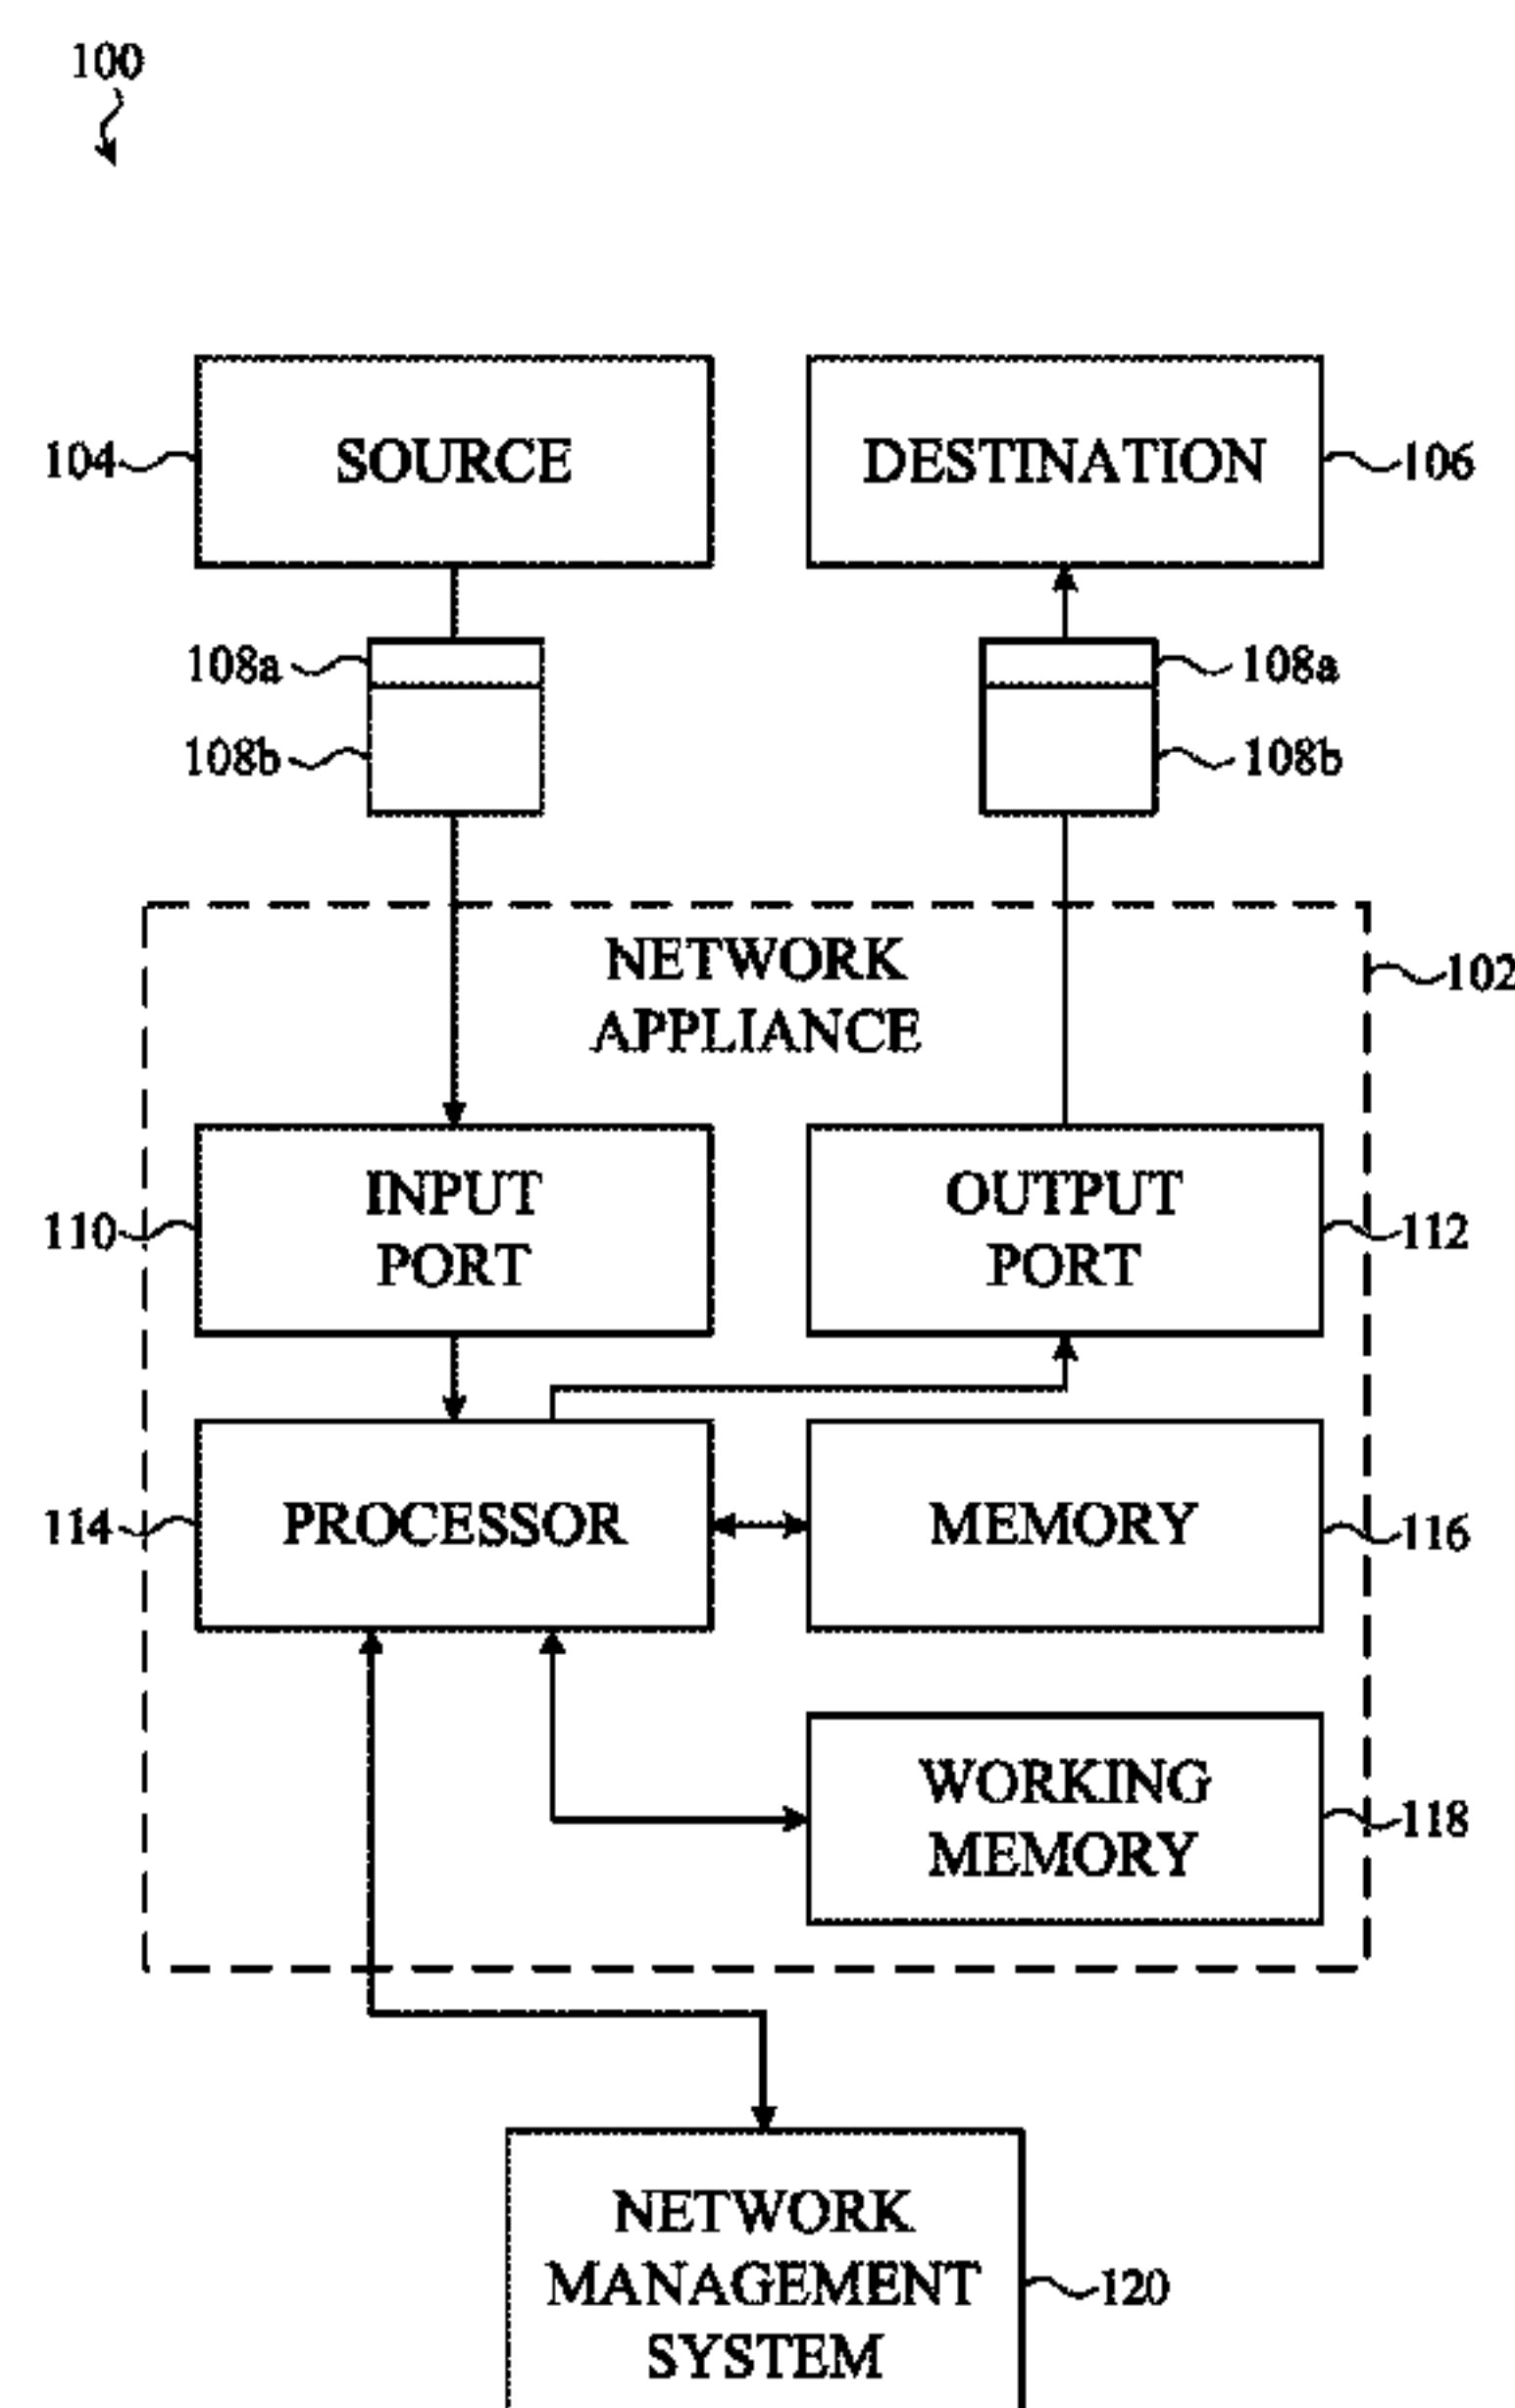 100
104
SOURCE
DESTINATION
106
108a
108a
108b
108b
NETWORK
APPLIANCE
102
110
INPUT
PORT
OUTPUT
PORT
112
114
PROCESSOR
MEMORY
116
WORKING
MEMORY
118
NETWORK
MANAGEMENT
SYSTEM
120